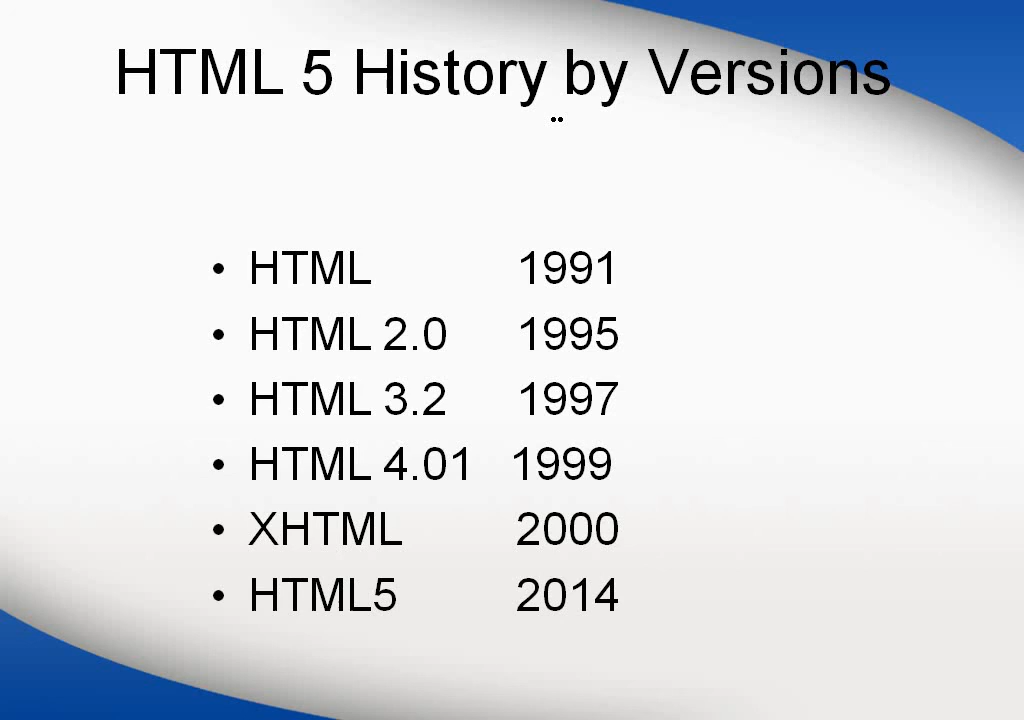 HTML 5 History by Versions
¨
• HTML 1991
• HTML 2.0 1995
• HTML 3.2 1997
• HTML 4.01 1999
• XHTML 2000
• HTML5 2014